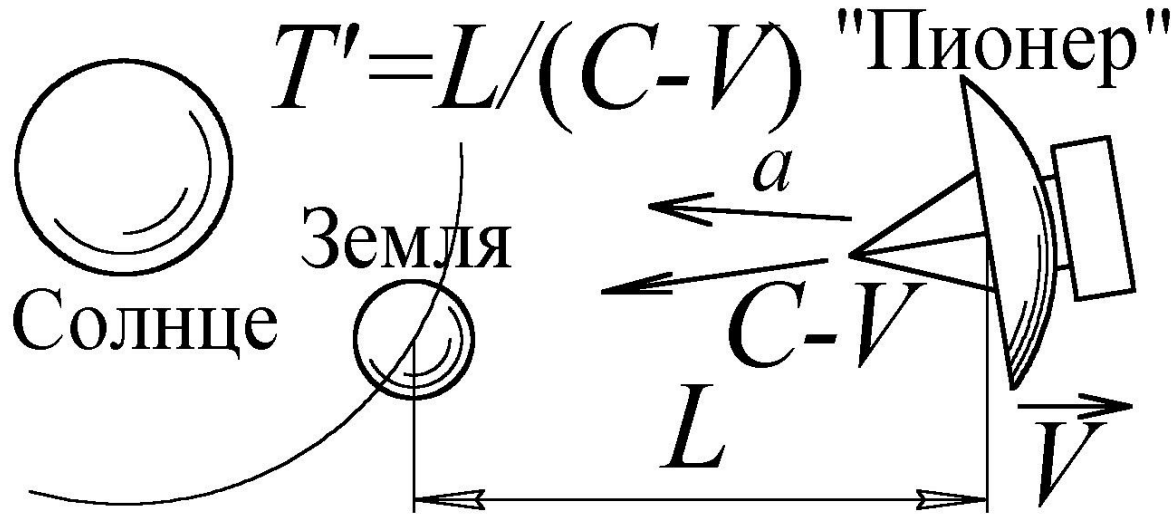 T'=L/(C-V)
"Пионер"
a
Земля
Солнце
C-V
L
V